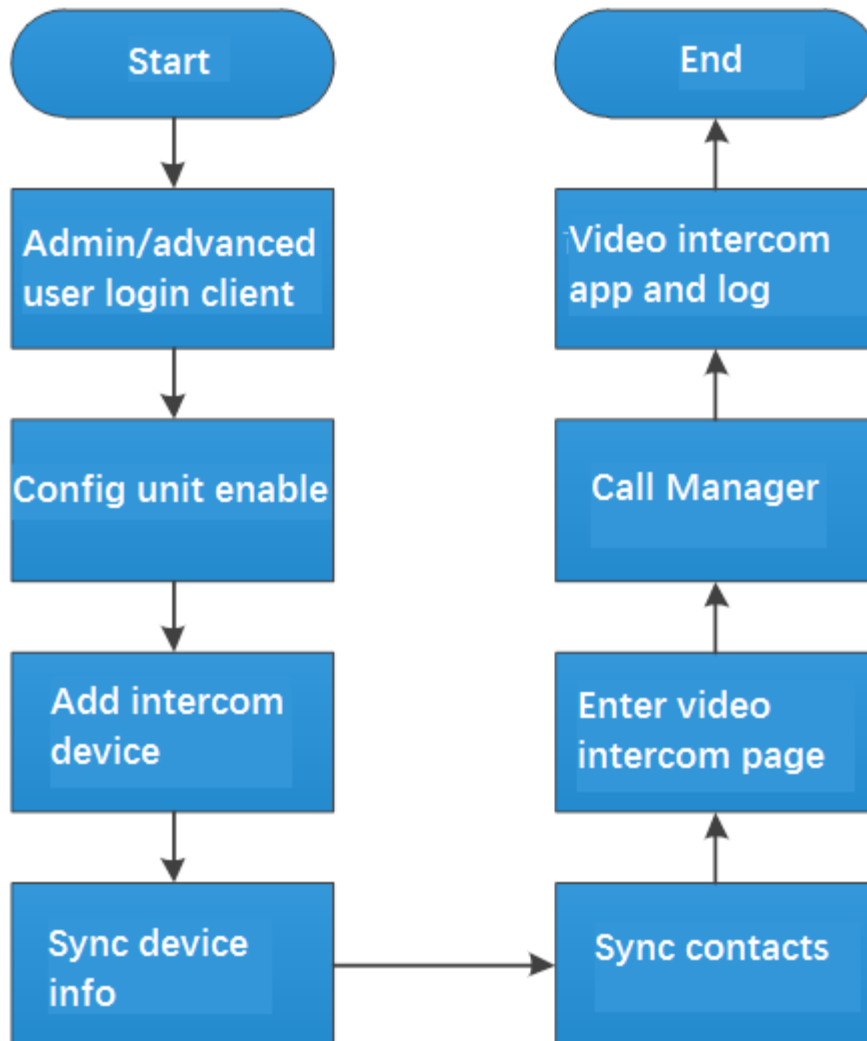 Start
Admin/advanced
user login client
Config unit enable
Add intercom
device
Sync device
info
Sync contacts
Enter video
intercom page
Call Manager
Video intercom
app and log
End